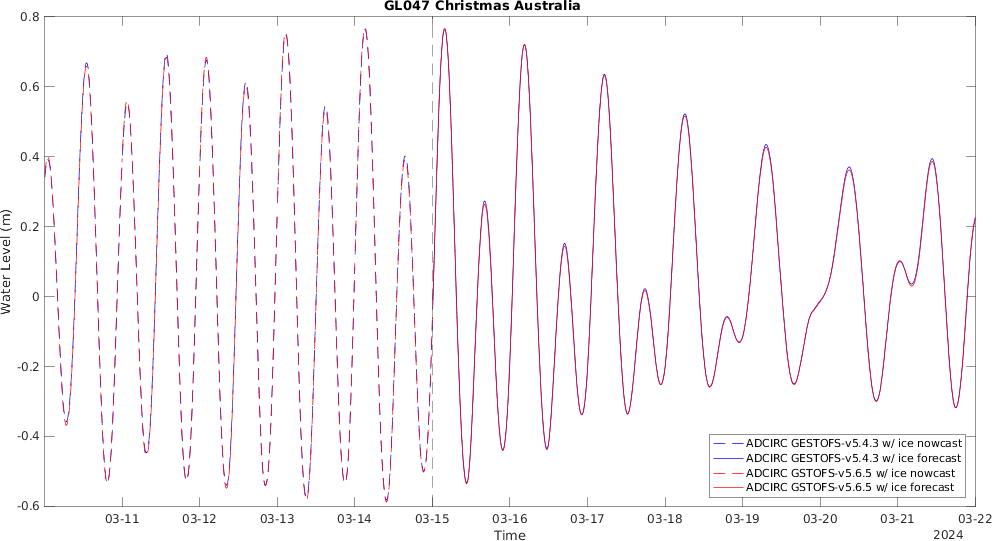 GL047 Christmas Australia
0.8
0.6
0.4
0.2
0
-0.2
-0.4
-0.6
Water Level (m)
ADCIRC GESTOFS-v5.4.3 w/ ice nowcast
ADCIRC GESTOFS-v5.4.3 w/ ice forecast
ADCIRC GSTOFS-v5.6.5 w/ ice nowcast
ADCIRC GSTOFS-v5.6.5 w/ ice forecast
03-11 03-12 03-13 03-14 03-15 03-16 03-17 03-18 03-19 03-20 03-21 03-22
Time
2024